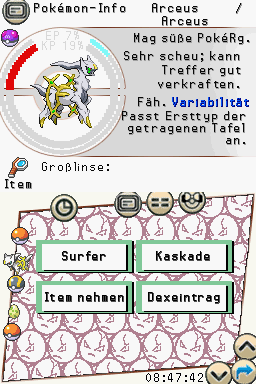 Pokémon-Info
Arceus /
Arceus
EP 7%
KP 19%
Mag süße PokéRg.
Sehr scheu; kann
Treffer gut
verkraften.
Fäh. Variabilität
Passt Ersttyp der
getragenen Tafel
an.
Großlinse:
Item
Surfer
Kaskade
Item nehmen
Dexeintrag
08:47:42